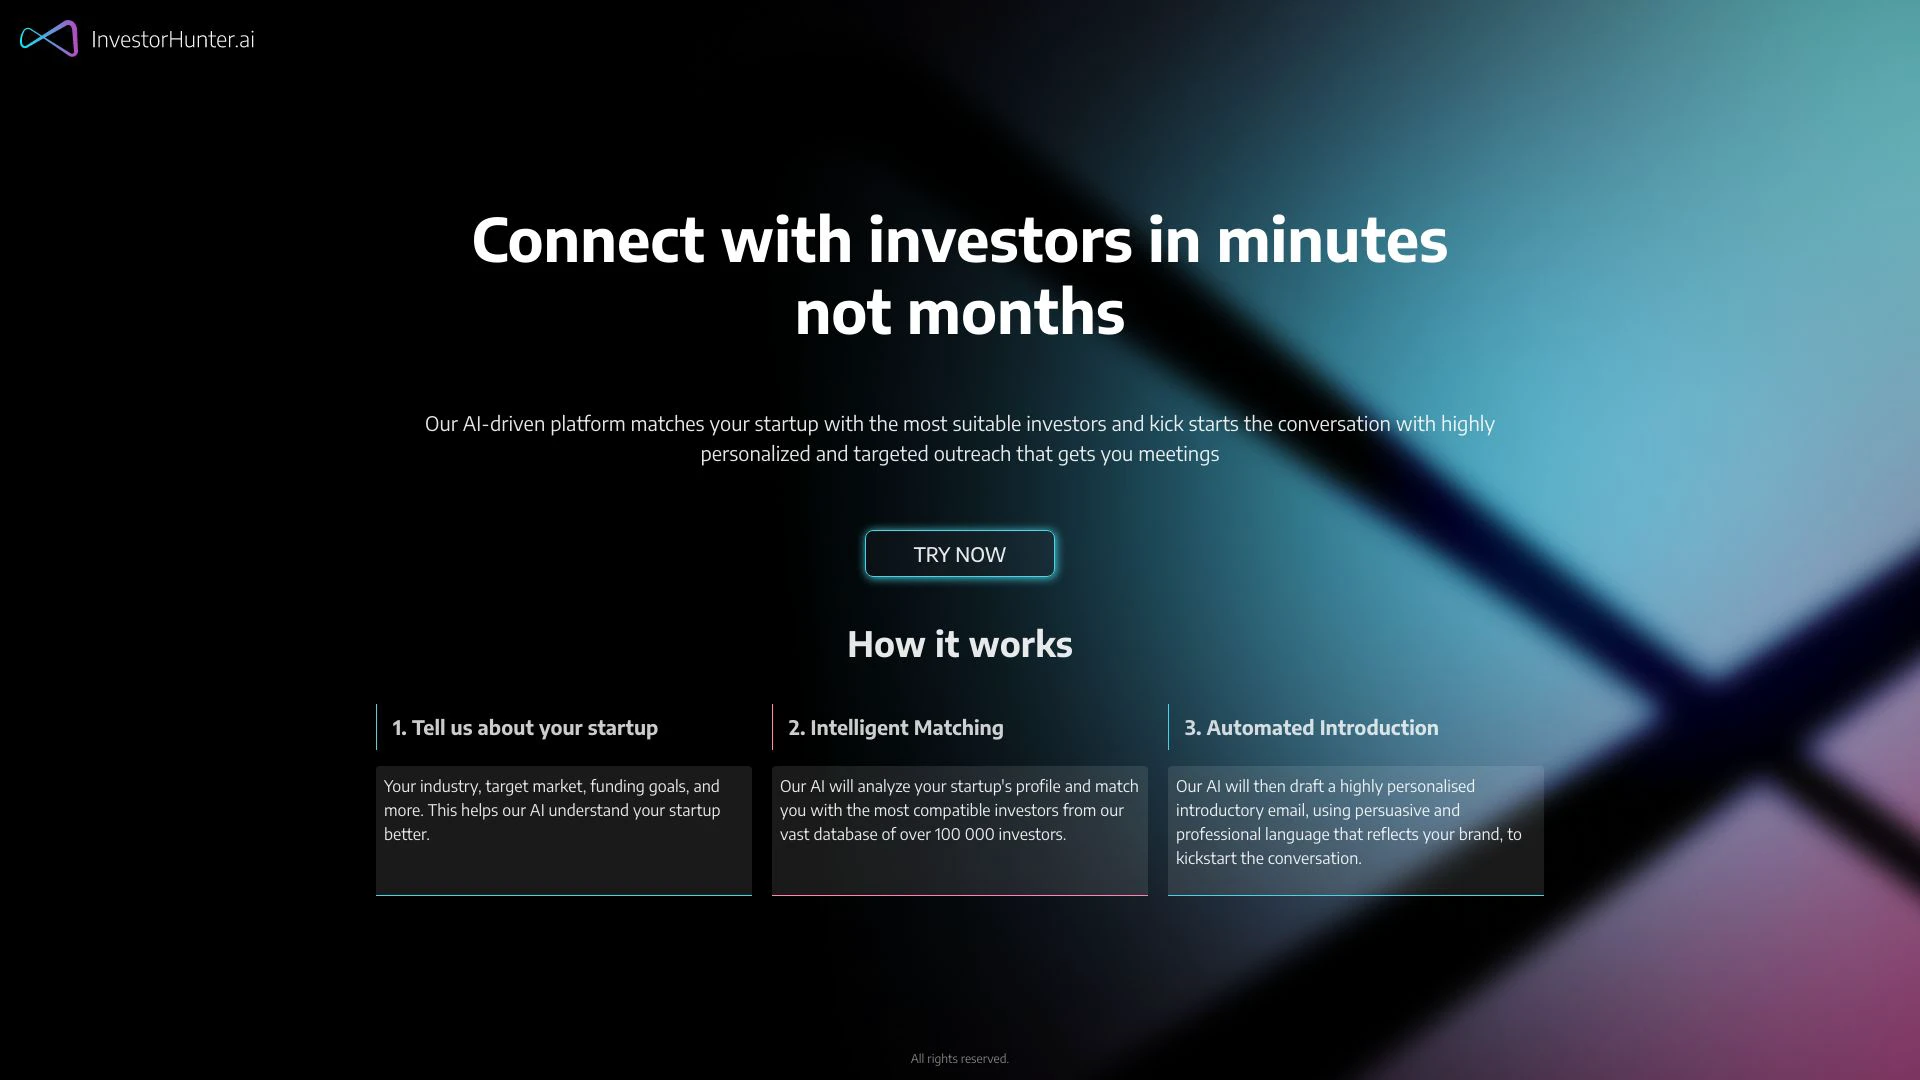 InvestorHunter.ai
Connect with investors in minutes
not months
Our AI-driven platform matches your startup with the most suitable investors and kick starts the conversation with highly
personalized and targeted outreach that gets you meetings
TRY NOW
How it works
1. Tell us about your startup
Your industry, target market, funding goals, and
more. This helps our AI understand your startup
better.
2. Intelligent Matching
Our AI will analyze your startup's profile and match
you with the most compatible investors from our
vast database of over 100 000 investors.
3. Automated Introduction
Our AI will then draft a highly personalised
introductory email, using persuasive and
professional language that reflects your brand, to
kickstart the conversation.
All rights reserved.